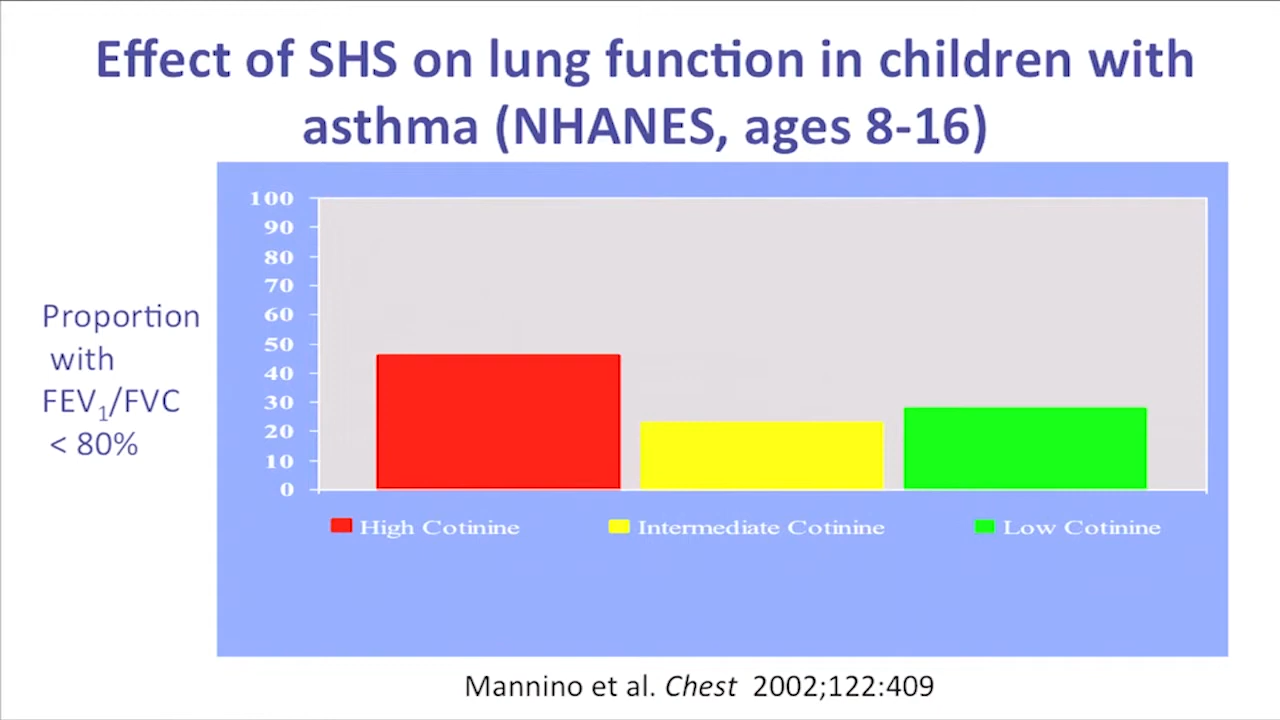 Effect of SHS on lung function in children with
asthma (NHANES, ages 8-16)
Proportion
with
FEV₁/FVC
< 80%
100
90
80
70
60
50
40
30
20
10
0
High Cotinine
Intermediate Cotinine
Low Cotinine
Mannino et al. Chest 2002;122:409